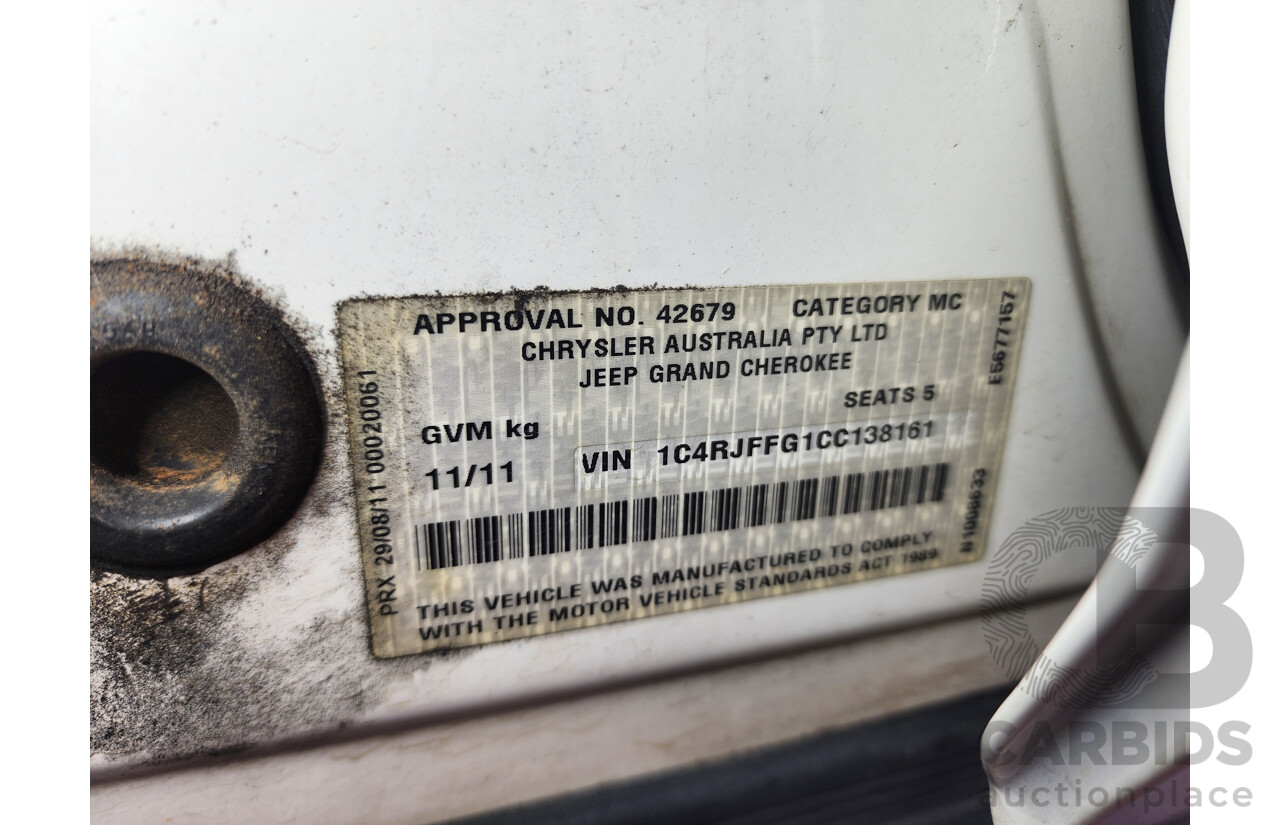 APPROVAL NO. 42679 CATEGORY MC
CHRYSLER AUSTRALIA PTY LTD
JEEP GRAND CHEROKEE
SEATS 5
GVM kg
11/11
VIN 1C4RJFFG1CC138161
THIS VEHICLE WAS MANUFACTURED TO COMPLY
WITH THE MOTOR VEHICLE STANDARDS ACT 1989
PRX 29/08/11 00020061
E5677157
CB
CARBIDS
auctionplace